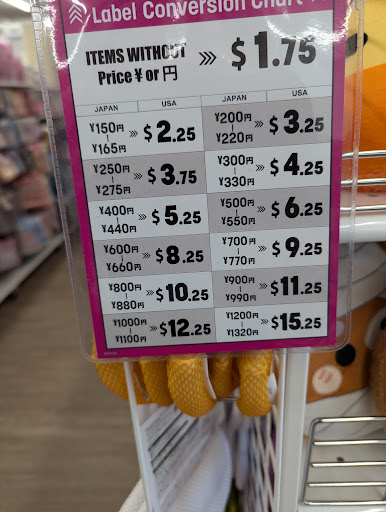 Label Conversion Chart
ITEMS WITHOUT
Price ¥ or 円 >>> $1.75
JAPAN USA JAPAN USA
¥150円 | ¥165円 >>> $2.25
¥200円 | ¥220円 >>> $3.25
¥250円 | ¥275円 >>> $3.75
¥300円 | ¥330円 >>> $4.25
¥400円 | ¥440円 >>> $5.25
¥500円 | ¥550円 >>> $6.25
¥600円 | ¥660円 >>> $8.25
¥700円 | ¥770円 >>> $9.25
¥800円 | ¥880円 >>> $10.25
¥900円 | ¥990円 >>> $11.25
¥1000円 | ¥1100円 >>> $12.25
¥1200円 | ¥1320円 >>> $15.25